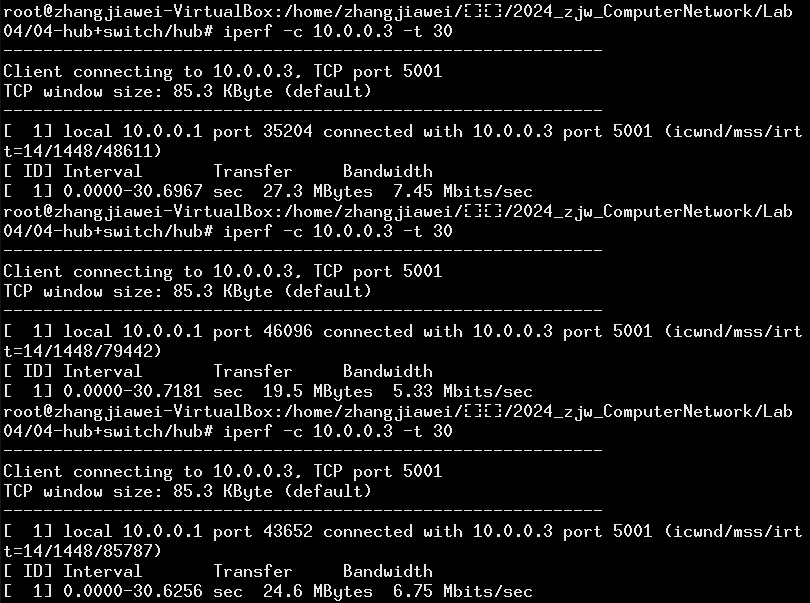 root@zhangjiawei-VirtualBox:/home/zhangjiawei/[][]/2024_zjw_ComputerNetwork/Lab
04/04-hub+switch/hub# iperf -c 10.0.0.3 -t 30
------------------------------------------------------------
Client connecting to 10.0.0.3, TCP port 5001
TCP window size: 85.3 KByte (default)
------------------------------------------------------------
[  1] local 10.0.0.1 port 35204 connected with 10.0.0.3 port 5001 (icwnd/mss/irt
t=14/1448/48611)
[ ID] Interval       Transfer     Bandwidth
[  1] 0.0000-30.6967 sec  27.3 MBytes  7.45 Mbits/sec
root@zhangjiawei-VirtualBox:/home/zhangjiawei/[][]/2024_zjw_ComputerNetwork/Lab
04/04-hub+switch/hub# iperf -c 10.0.0.3 -t 30
------------------------------------------------------------
Client connecting to 10.0.0.3, TCP port 5001
TCP window size: 85.3 KByte (default)
------------------------------------------------------------
[  1] local 10.0.0.1 port 46096 connected with 10.0.0.3 port 5001 (icwnd/mss/irt
t=14/1448/79442)
[ ID] Interval       Transfer     Bandwidth
[  1] 0.0000-30.7181 sec  19.5 MBytes  5.33 Mbits/sec
root@zhangjiawei-VirtualBox:/home/zhangjiawei/[][]/2024_zjw_ComputerNetwork/Lab
04/04-hub+switch/hub# iperf -c 10.0.0.3 -t 30
------------------------------------------------------------
Client connecting to 10.0.0.3, TCP port 5001
TCP window size: 85.3 KByte (default)
------------------------------------------------------------
[  1] local 10.0.0.1 port 43652 connected with 10.0.0.3 port 5001 (icwnd/mss/irt
t=14/1448/85787)
[ ID] Interval       Transfer     Bandwidth
[  1] 0.0000-30.6256 sec  24.6 MBytes  6.75 Mbits/sec